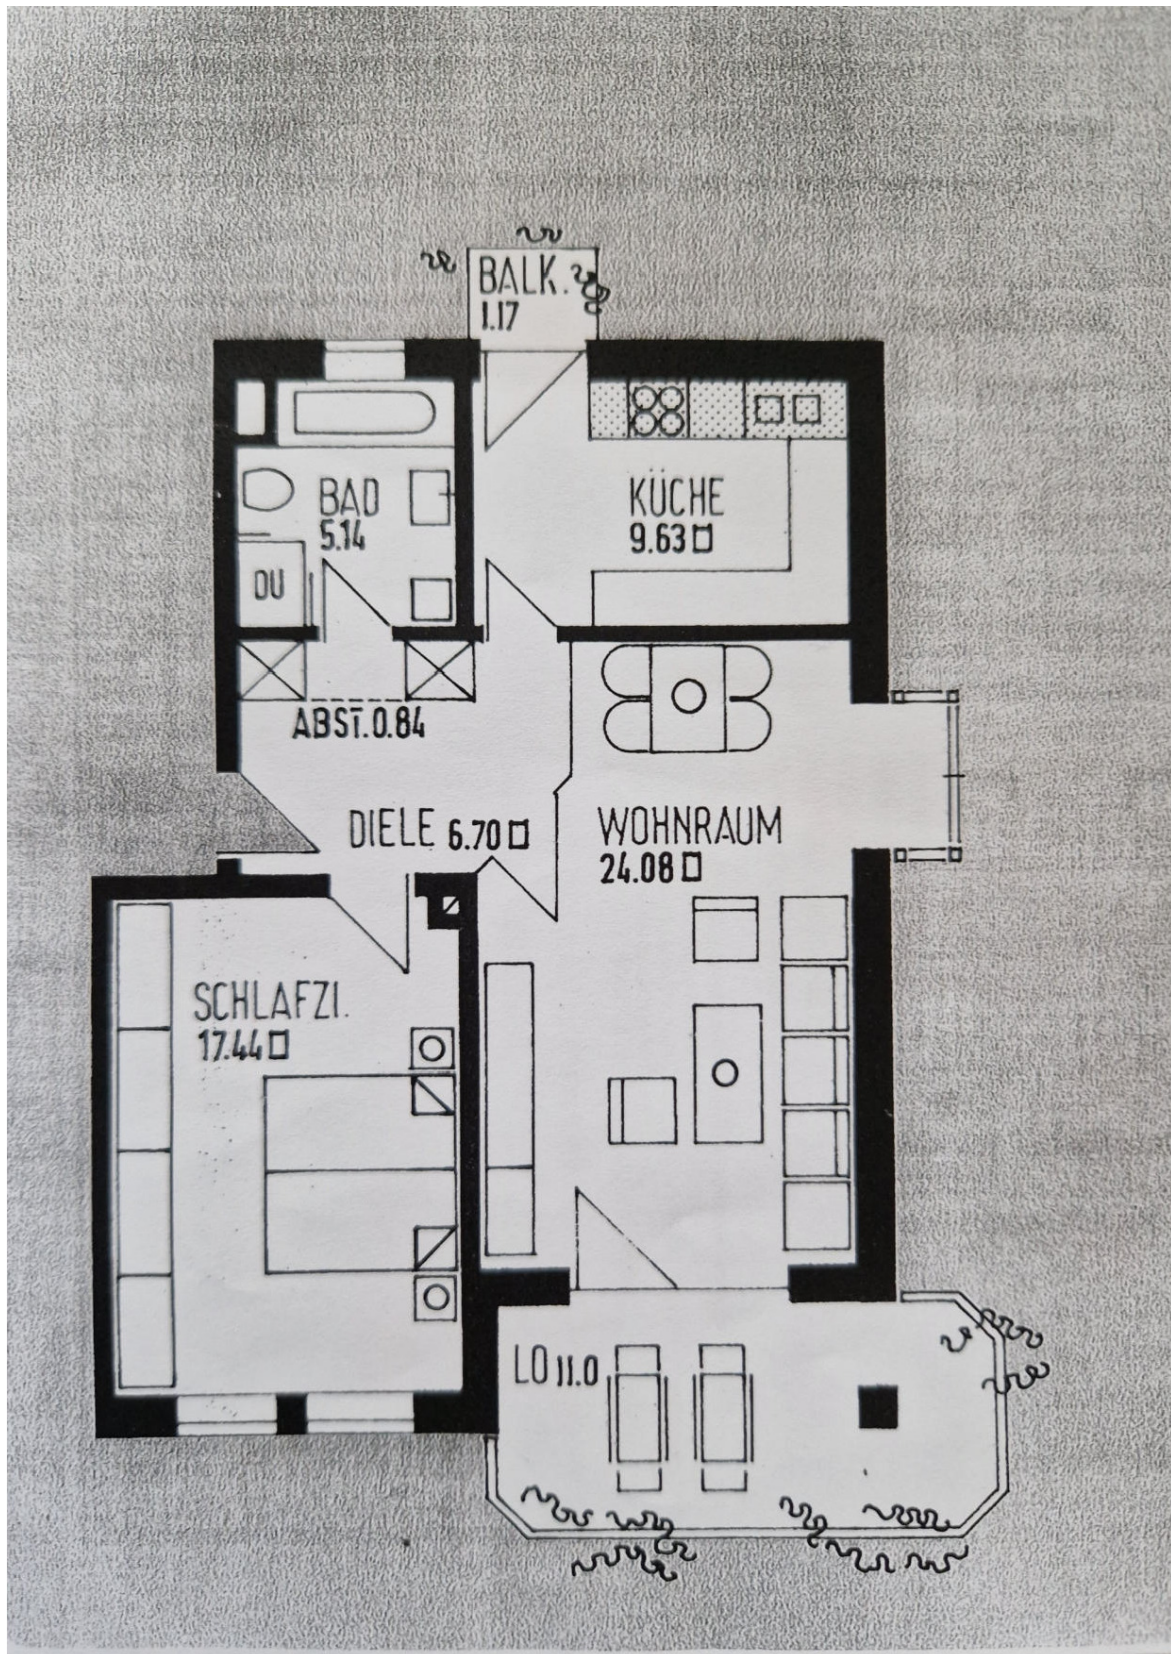 BALK.
1.17
BAD
5.14
KÜCHE
9.63
DU
ABST. 0.84
DIELE 6.70
WOHNRAUM
24.08
SCHLAFZI.
17.44
LO 11.0